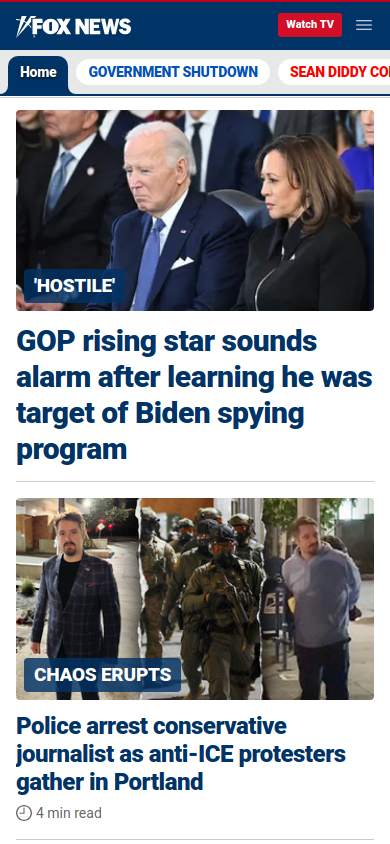 FOX NEWS
Watch TV
Home
GOVERNMENT SHUTDOWN
SEAN DIDDY CO
'HOSTILE'
GOP rising star sounds
alarm after learning he was
target of Biden spying
program
CHAOS ERUPTS
Police arrest conservative
journalist as anti-ICE protesters
gather in Portland
4 min read